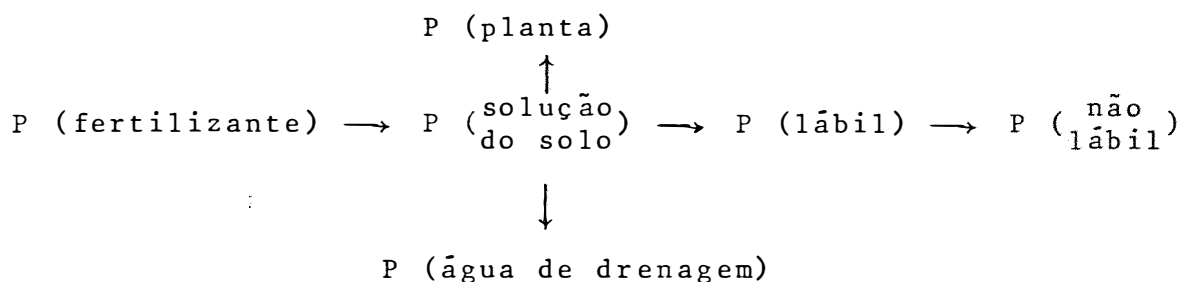 P (planta)
↑
P (fertilizante) → P (solução do solo) → P (lábil) → P (não lábil)
↓
P (água de drenagem)